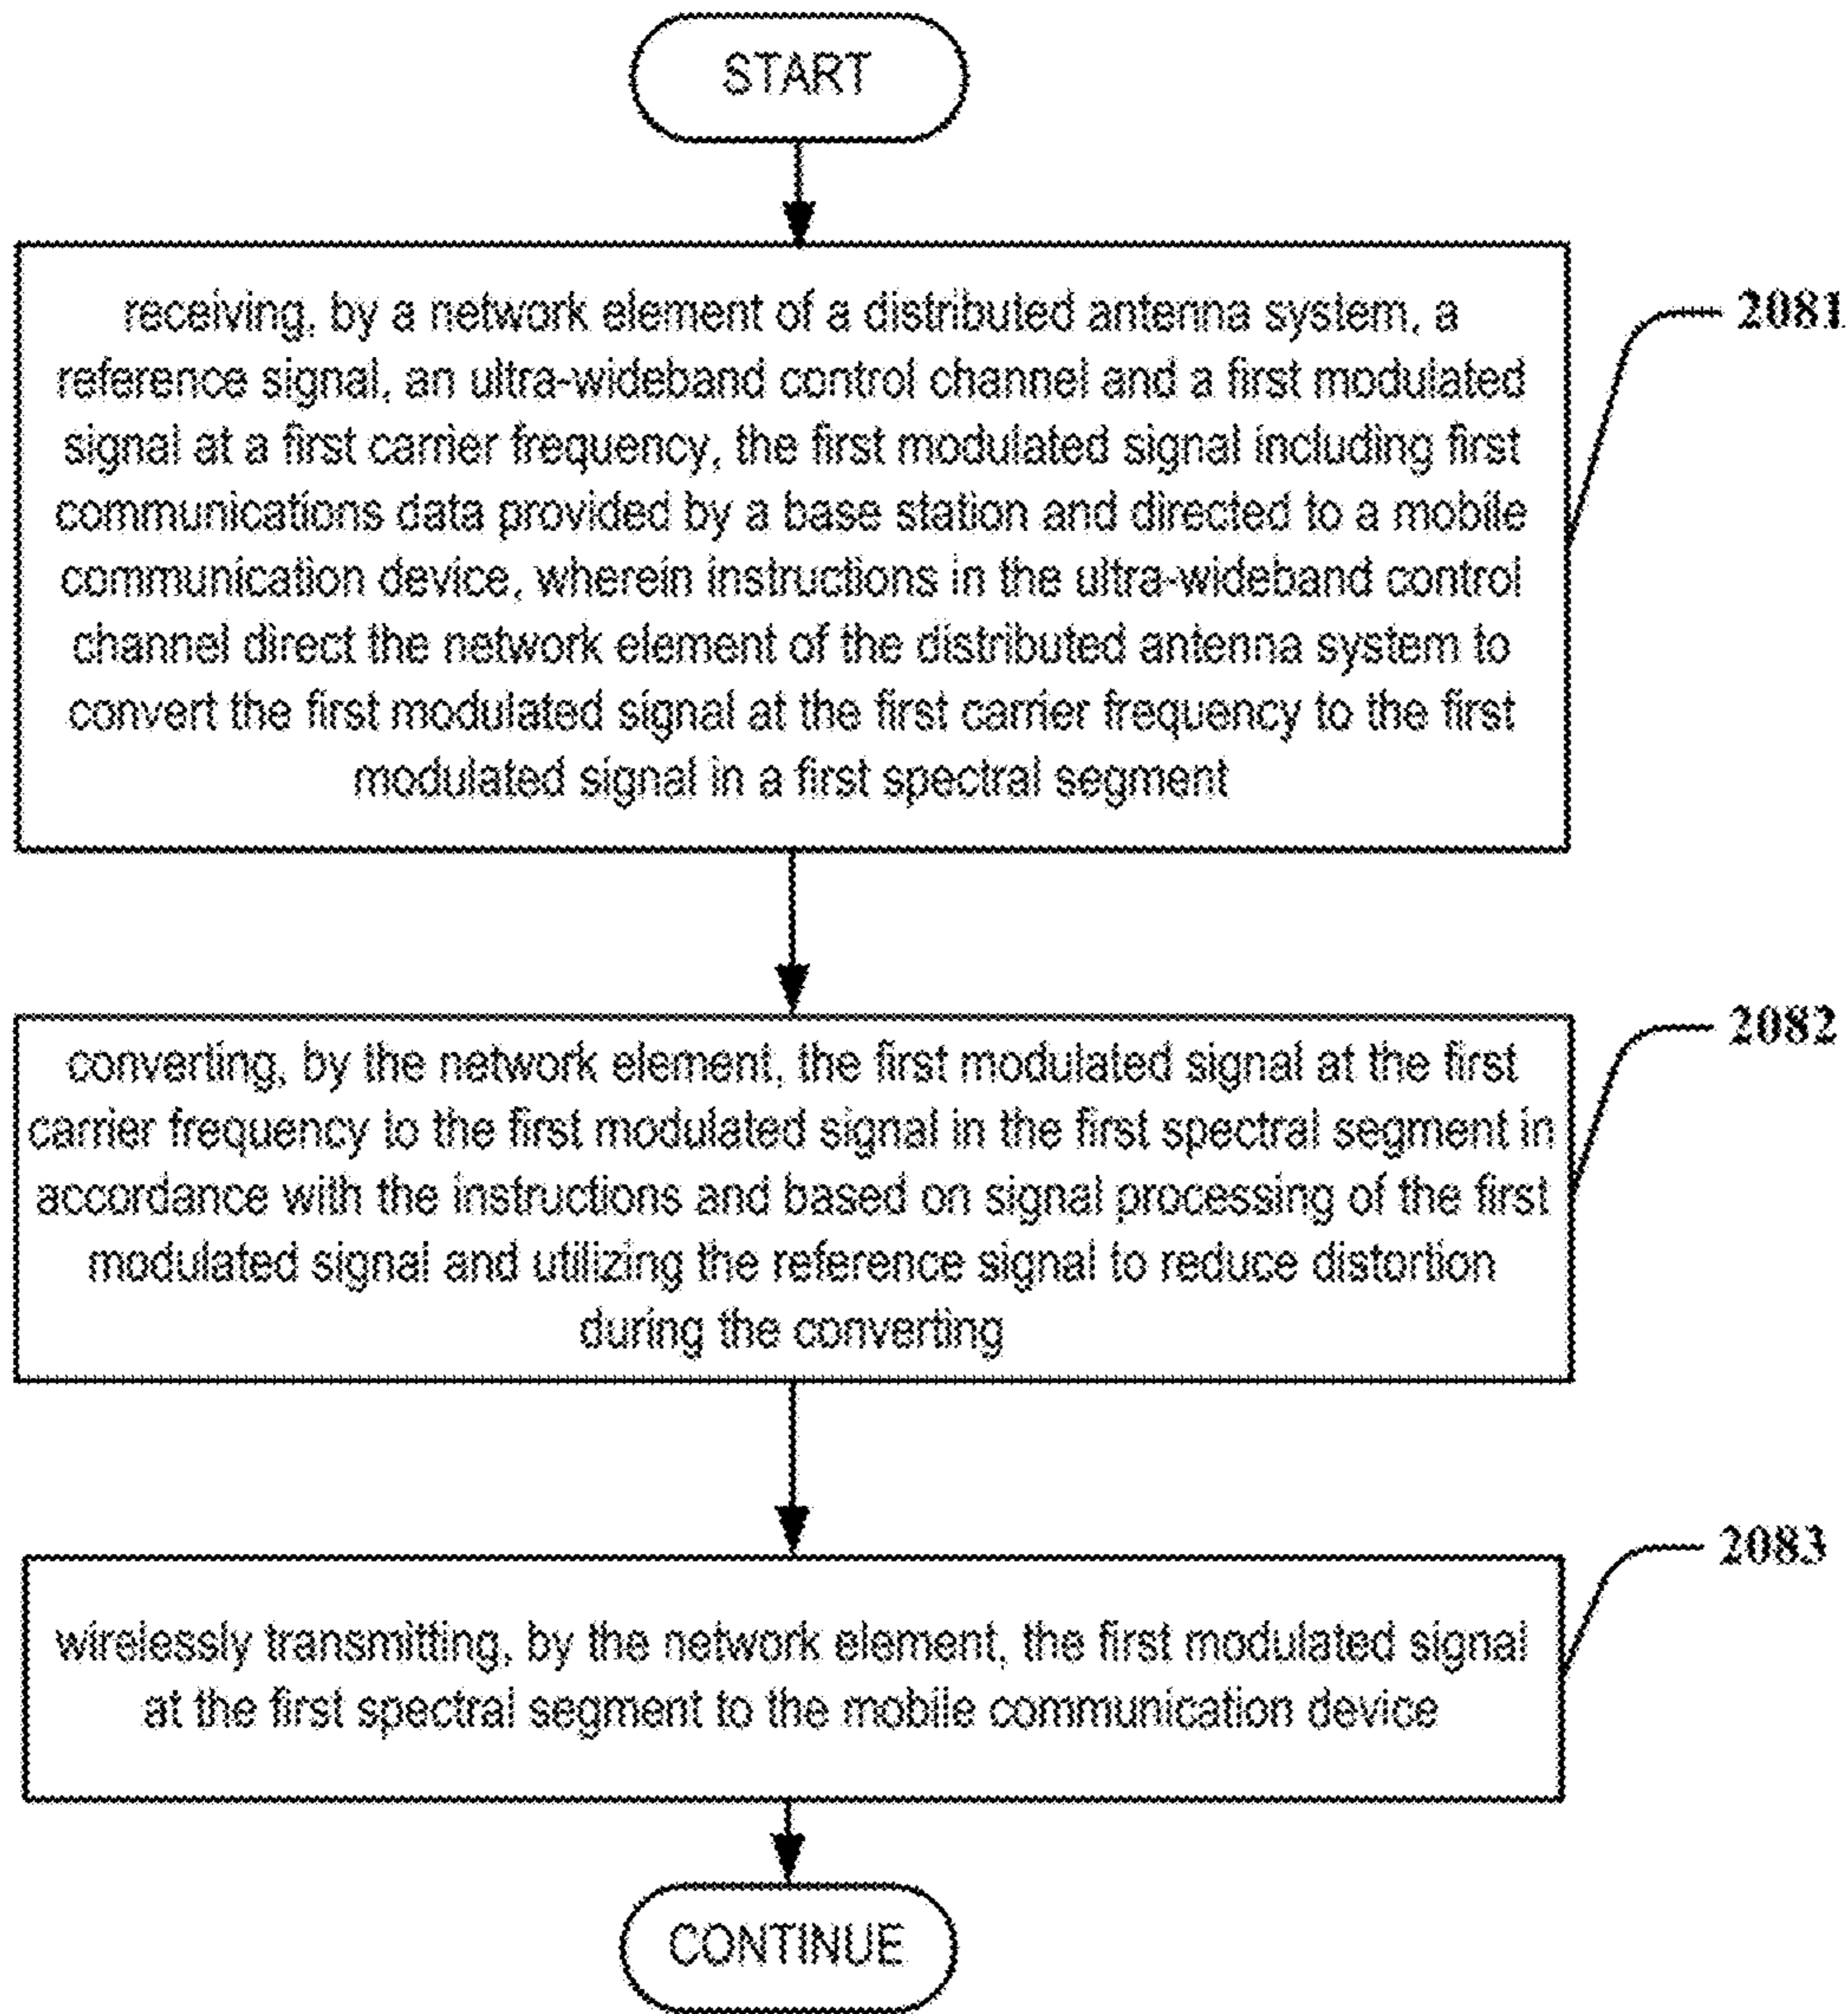 START
receiving, by a network element of a distributed antenna system, a
reference signal, an ultra-wideband control channel and a first modulated
signal at a first carrier frequency, the first modulated signal including first
communications data provided by a base station and directed to a mobile
communication device, wherein instructions in the ultra-wideband control
channel direct the network element of the distributed antenna system to
convert the first modulated signal at the first carrier frequency to the first
modulated signal in a first spectral segment
2081
converting, by the network element, the first modulated signal at the first
carrier frequency to the first modulated signal in the first spectral segment in
accordance with the instructions and based on signal processing of the first
modulated signal and utilizing the reference signal to reduce distortion
during the converting
2082
wirelessly transmitting, by the network element, the first modulated signal
at the first spectral segment to the mobile communication device
2083
CONTINUE